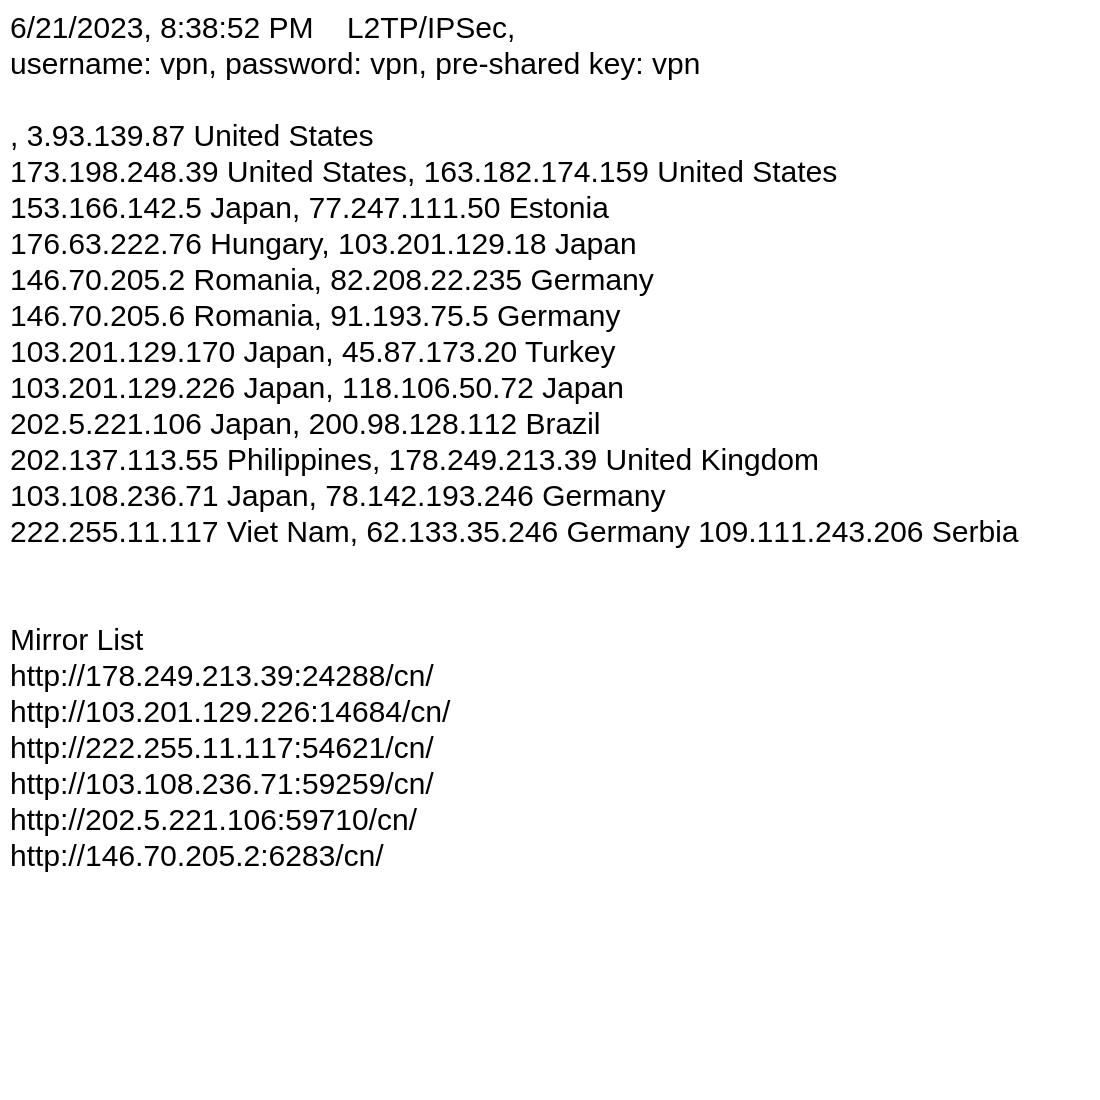 6/21/2023, 8:38:52 PM    L2TP/IPSec,
username: vpn, password: vpn, pre-shared key: vpn
, 3.93.139.87 United States
173.198.248.39 United States, 163.182.174.159 United States
153.166.142.5 Japan, 77.247.111.50 Estonia
176.63.222.76 Hungary, 103.201.129.18 Japan
146.70.205.2 Romania, 82.208.22.235 Germany
146.70.205.6 Romania, 91.193.75.5 Germany
103.201.129.170 Japan, 45.87.173.20 Turkey
103.201.129.226 Japan, 118.106.50.72 Japan
202.5.221.106 Japan, 200.98.128.112 Brazil
202.137.113.55 Philippines, 178.249.213.39 United Kingdom
103.108.236.71 Japan, 78.142.193.246 Germany
222.255.11.117 Viet Nam, 62.133.35.246 Germany 109.111.243.206 Serbia
Mirror List
http://178.249.213.39:24288/cn/
http://103.201.129.226:14684/cn/
http://222.255.11.117:54621/cn/
http://103.108.236.71:59259/cn/
http://202.5.221.106:59710/cn/
http://146.70.205.2:6283/cn/